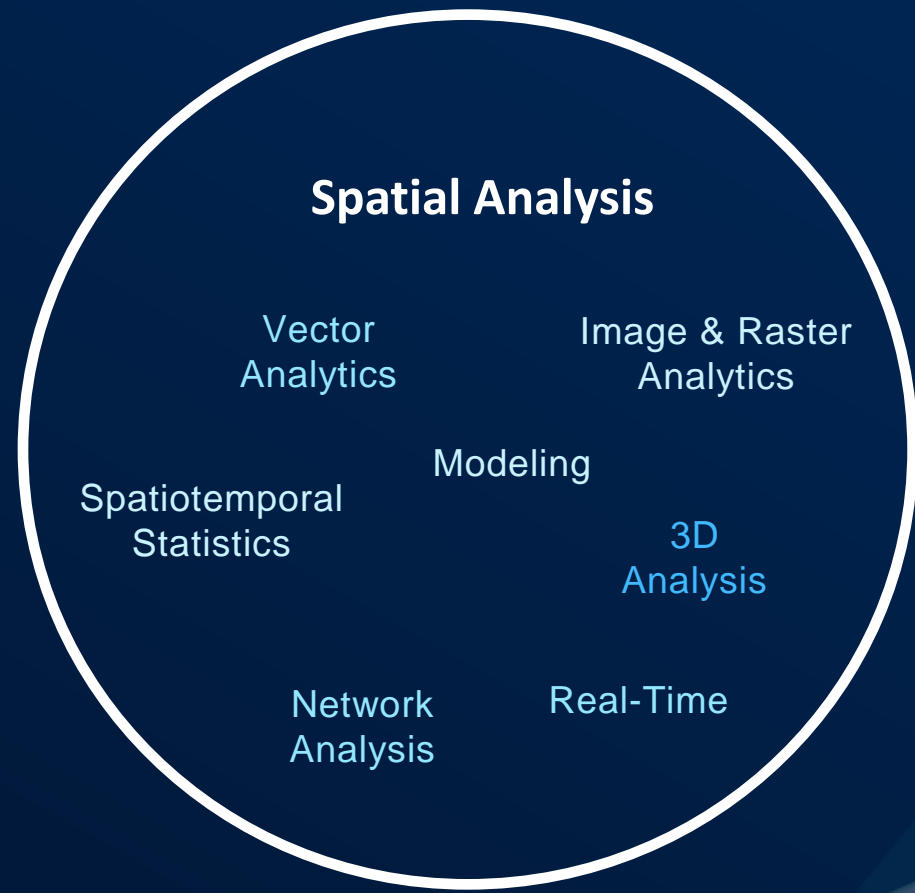 Spatial Analysis
Vector
Analytics
Image & Raster
Analytics
Modeling
Spatiotemporal
Statistics
3D
Analysis
Network
Analysis
Real-Time